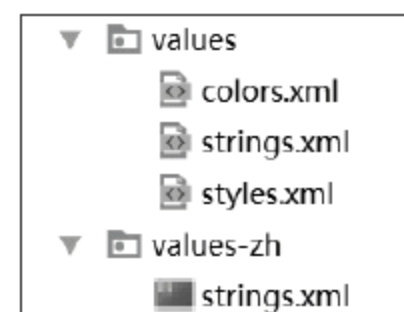 values
colors.xml
strings.xml
styles.xml
values-zh
strings.xml